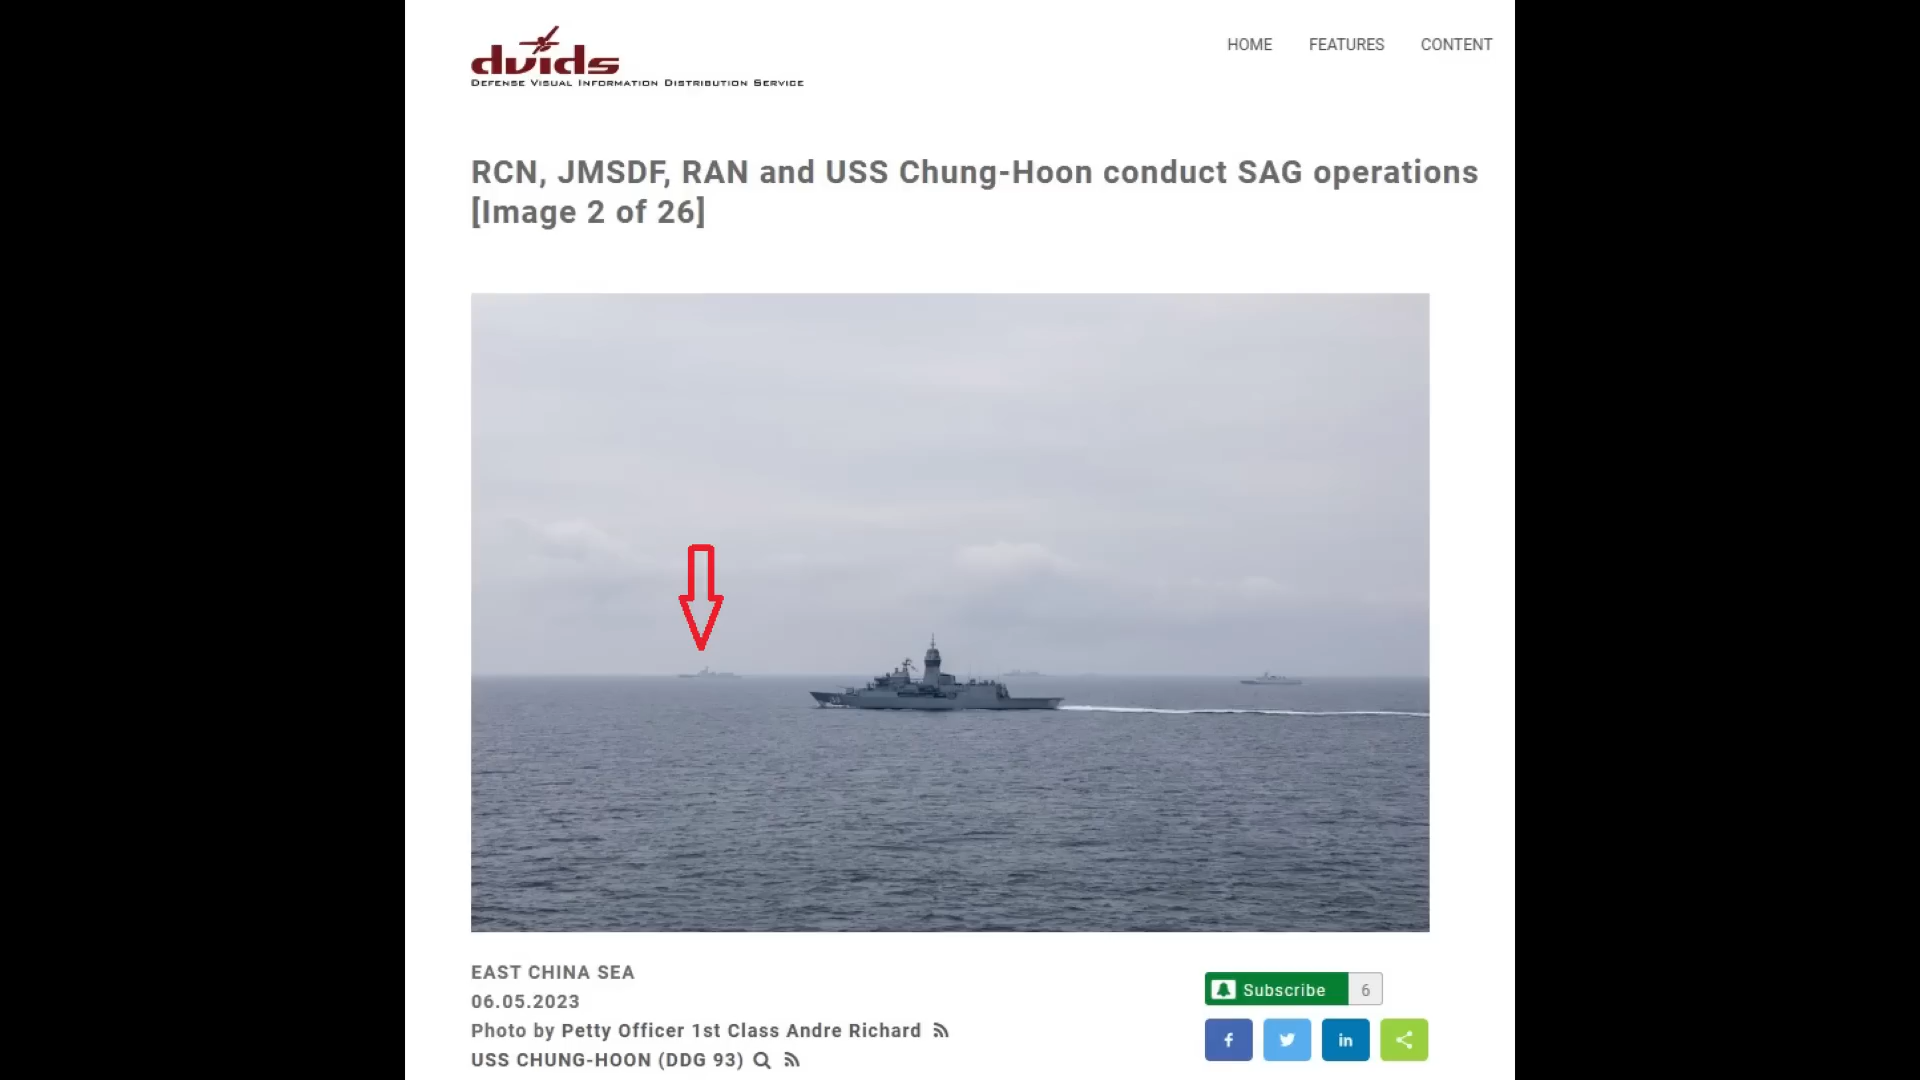 dvids
HOME FEATURES CONTENT
DEFENSE VISUAL INFORMATION DISTRIBUTION SERVICE
RCN, JMSDF, RAN and USS Chung-Hoon conduct SAG operations
[Image 2 of 26]
EAST CHINA SEA
06.05.2023
Photo by Petty Officer 1st Class Andre Richard
USS CHUNG-HOON (DDG 93)
Subscribe 6
f in